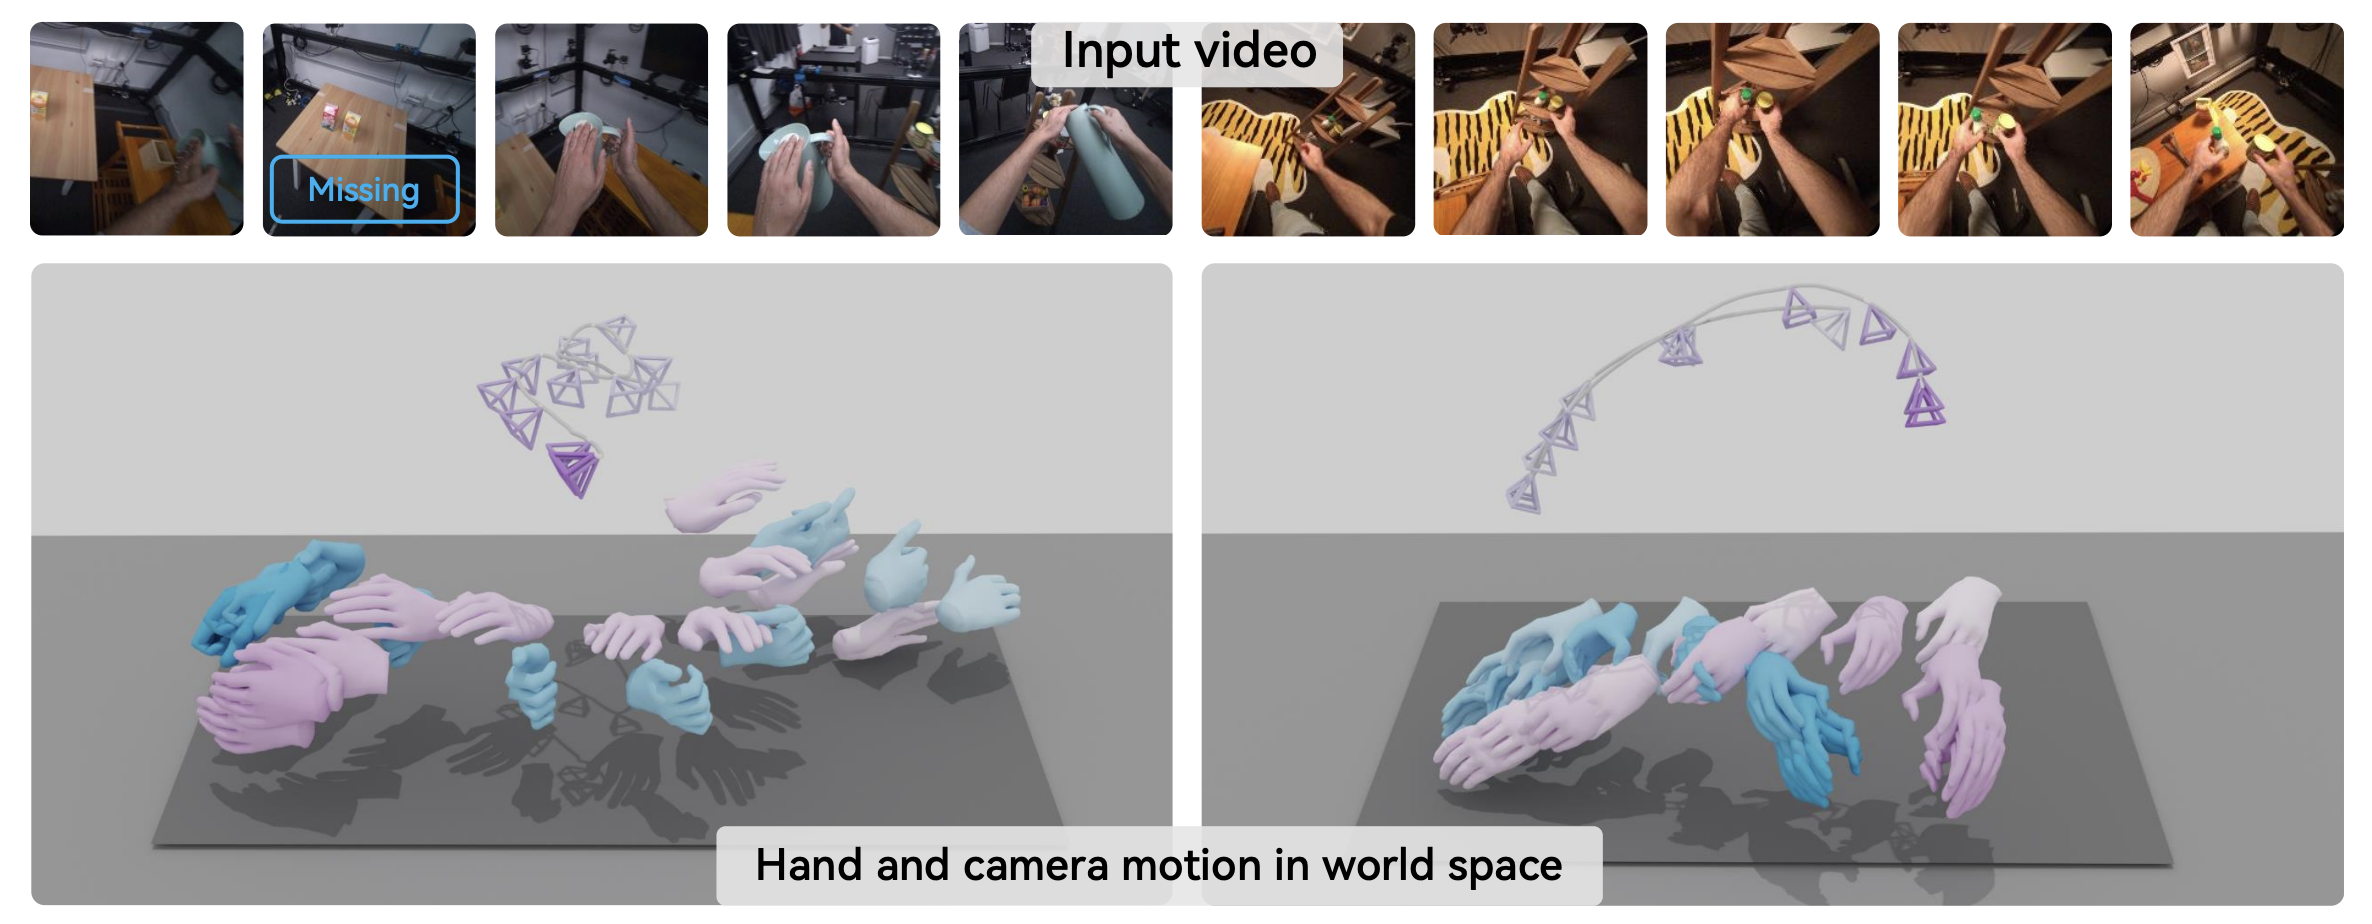 Input video
Missing
Hand and camera motion in world space